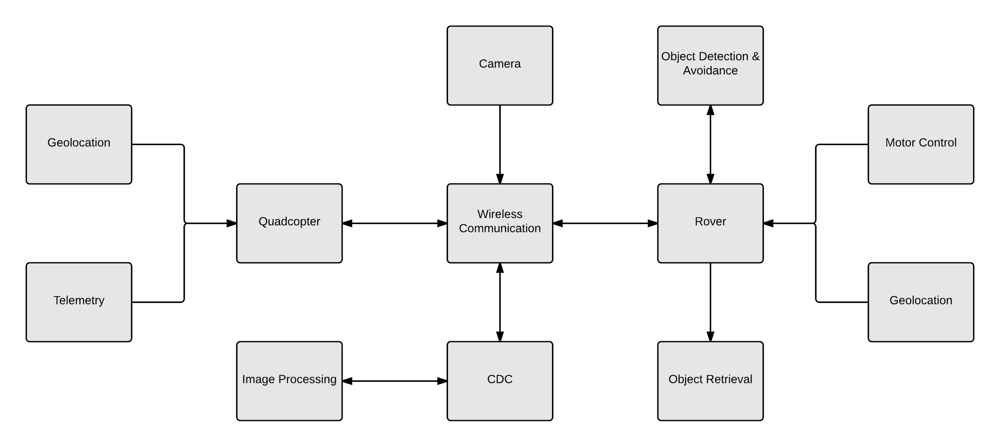 Camera
Object Detection &
Avoidance
Geolocation
Motor Control
Quadcopter
Wireless
Communication
Rover
Telemetry
Geolocation
Image Processing
CDC
Object Retrieval